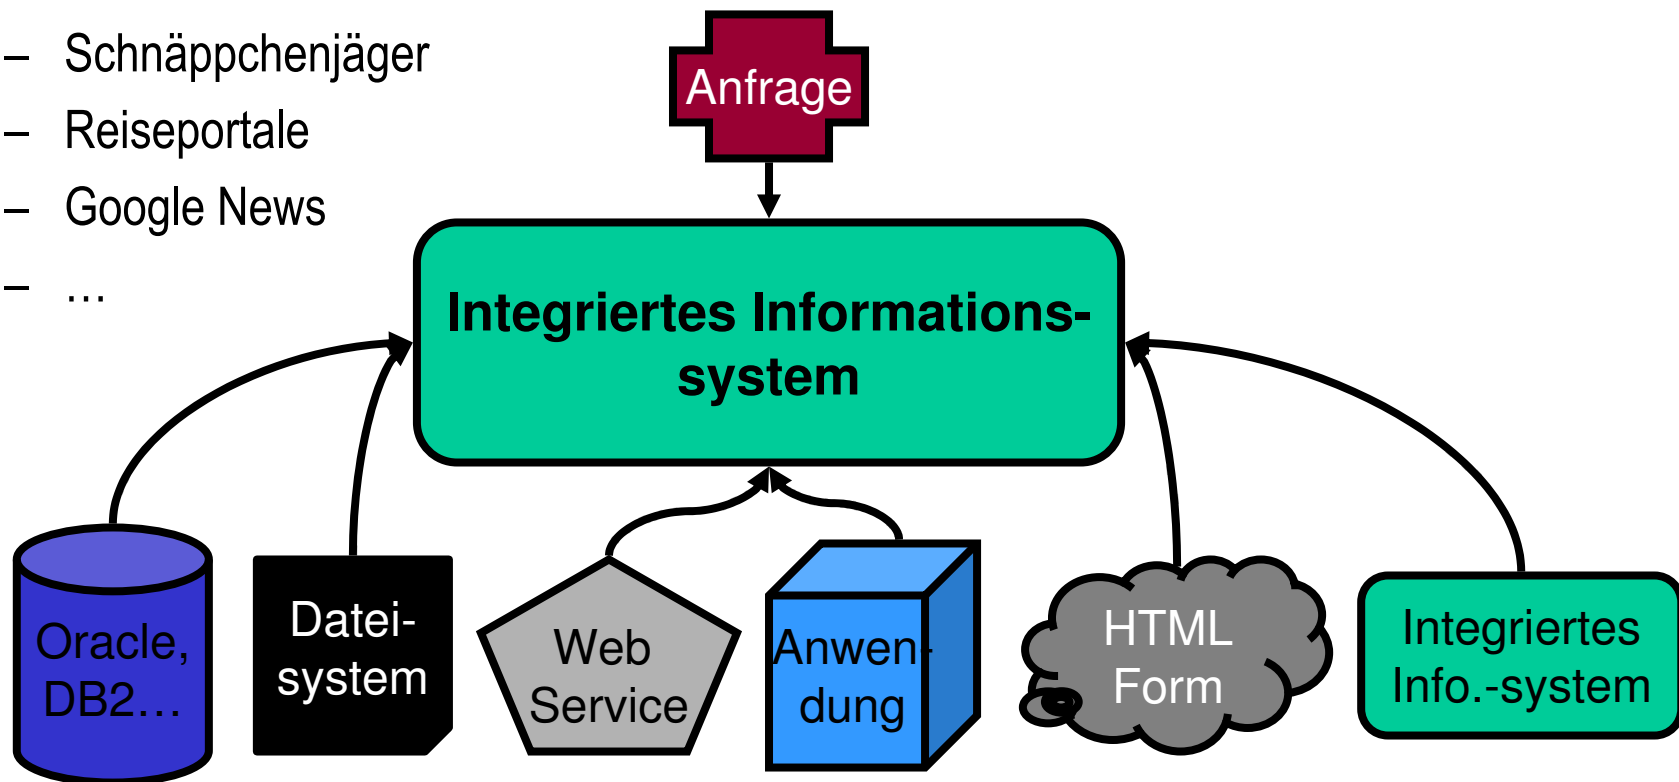 – Schnäppchenjäger
– Reiseportale
– Google News
– …
Anfrage
Integriertes Informations-
system
Oracle,
DB2…
Datei-
system
Web
Service
Anwen-
dung
HTML
Form
Integriertes
Info.-system